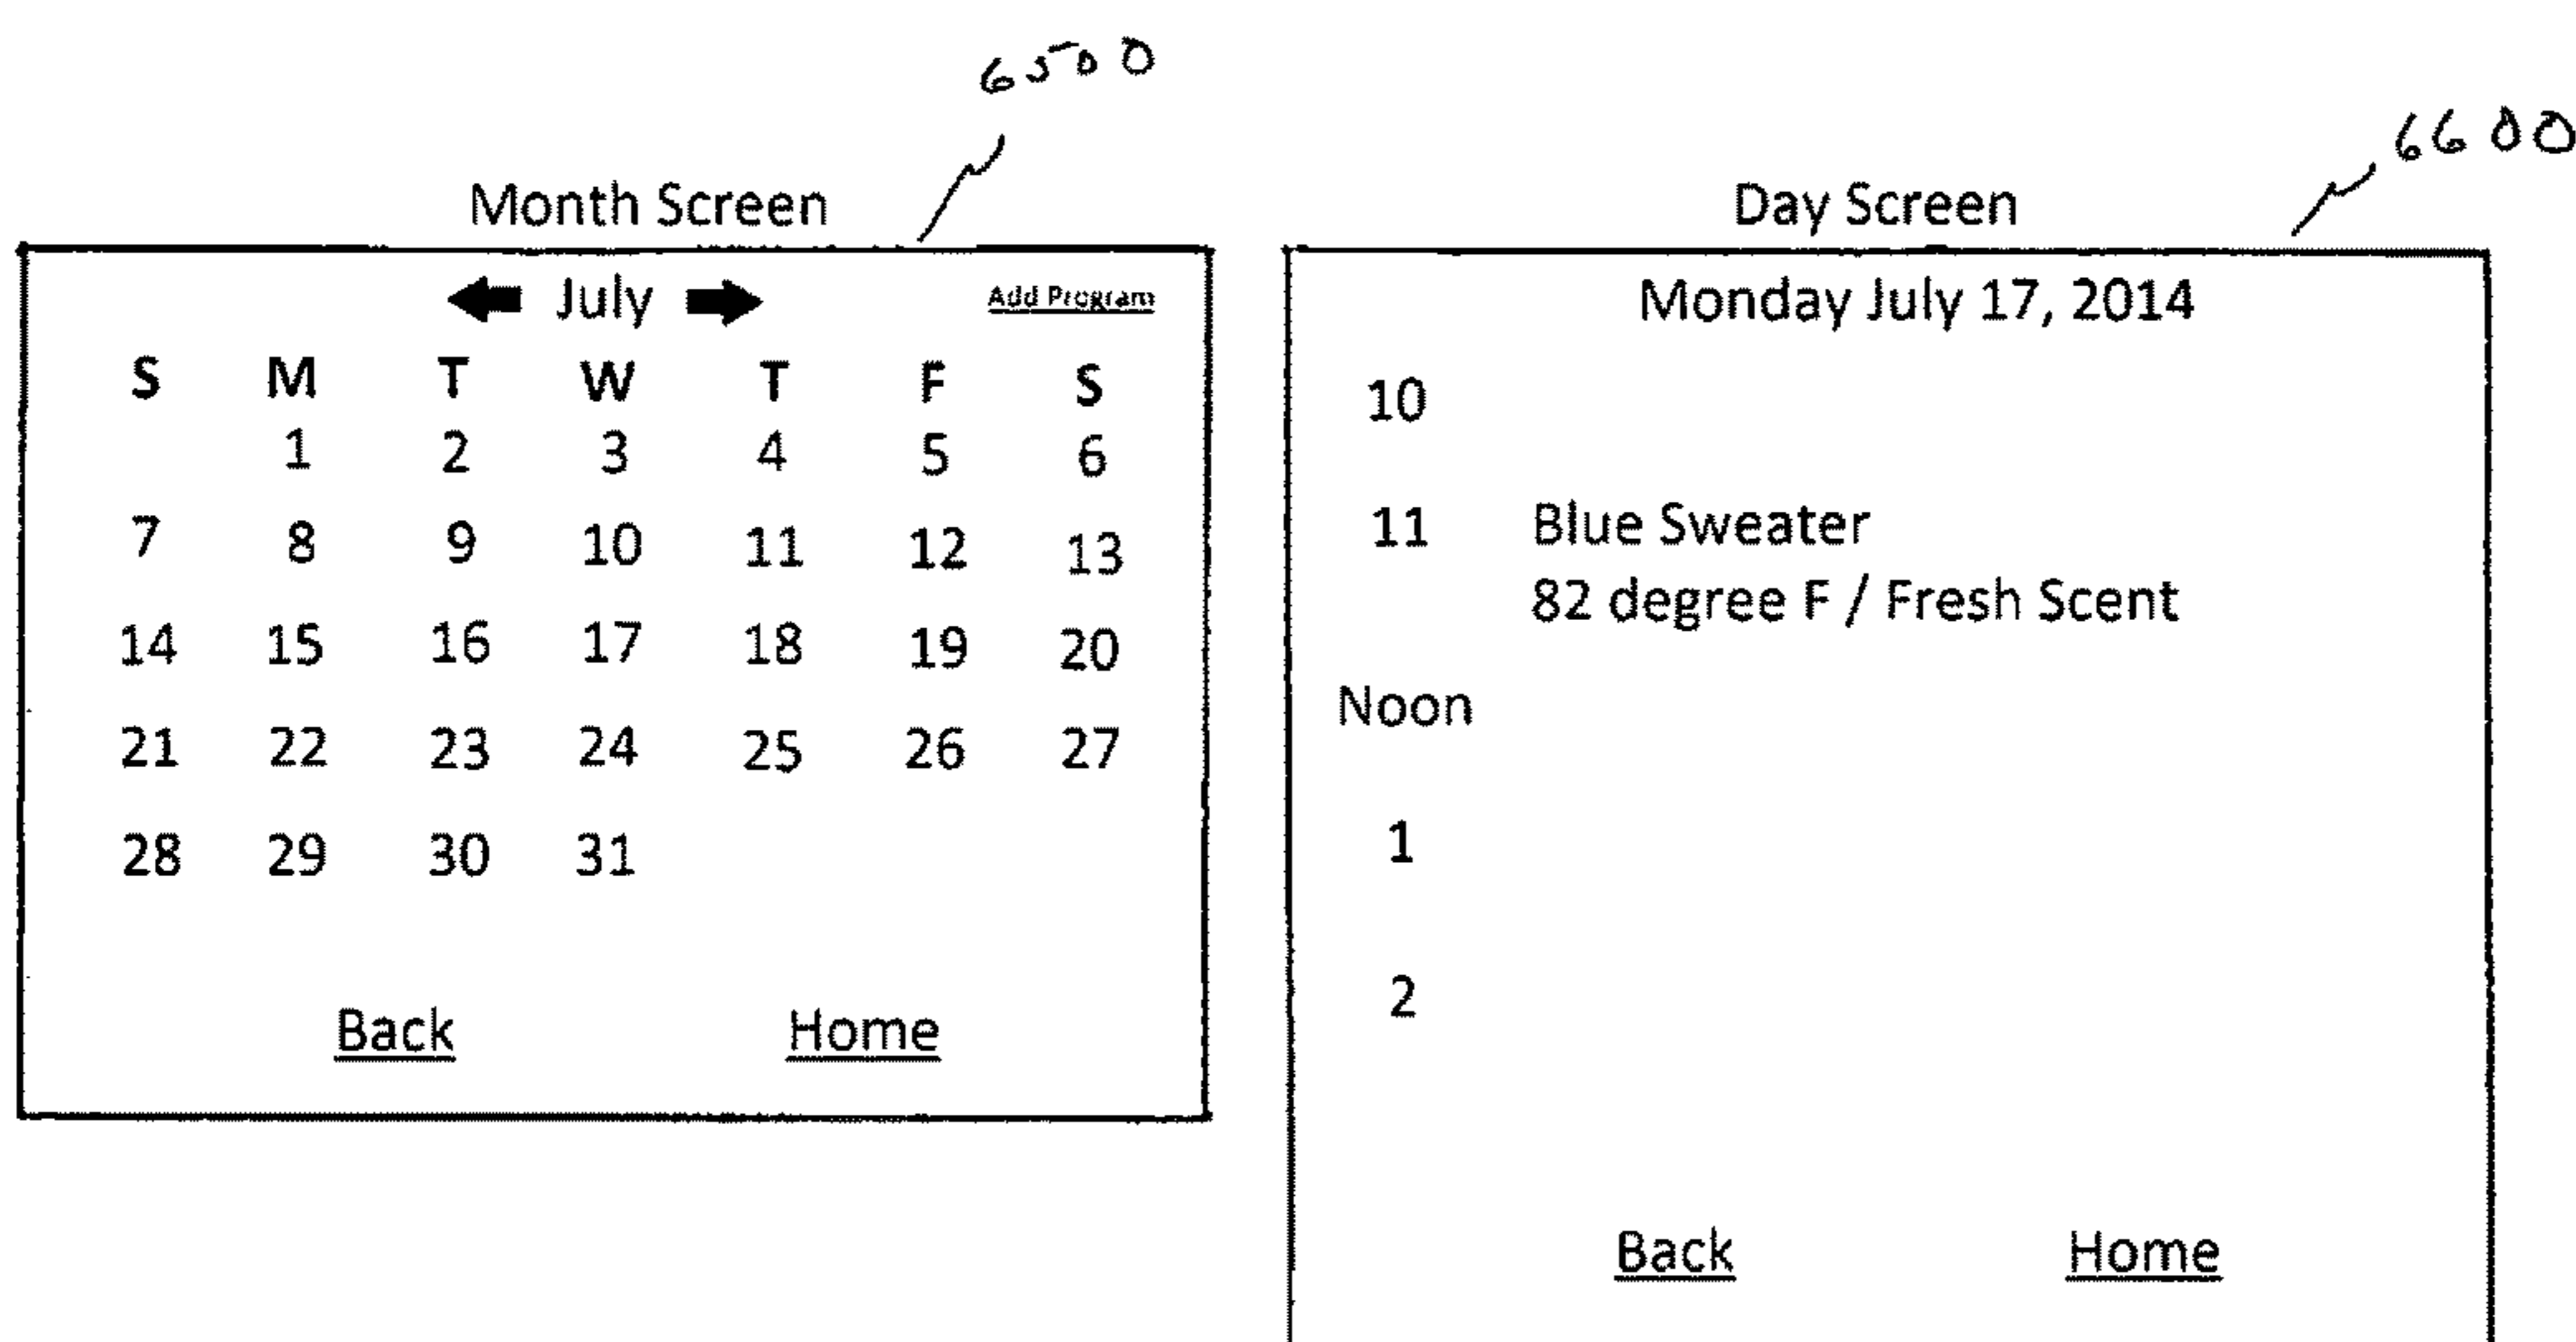 6500
Month Screen
July
Add Program
S M T W T F S
1 2 3 4 5 6
7 8 9 10 11 12 13
14 15 16 17 18 19 20
21 22 23 24 25 26 27
28 29 30 31
Back Home
6600
Day Screen
Monday July 17, 2014
10
11 Blue Sweater
82 degree F / Fresh Scent
Noon
1
2
Back Home